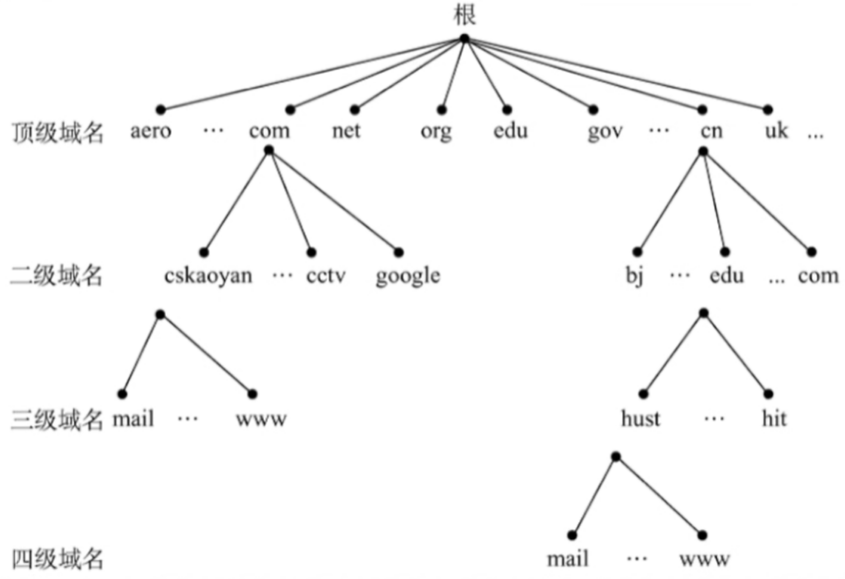 根
顶级域名 aero ··· com net org edu gov ··· cn uk ...
二级域名 cskaoyan ··· cctv google bj ··· edu ... com
三级域名 mail ··· www hust ··· hit
四级域名 mail ··· www